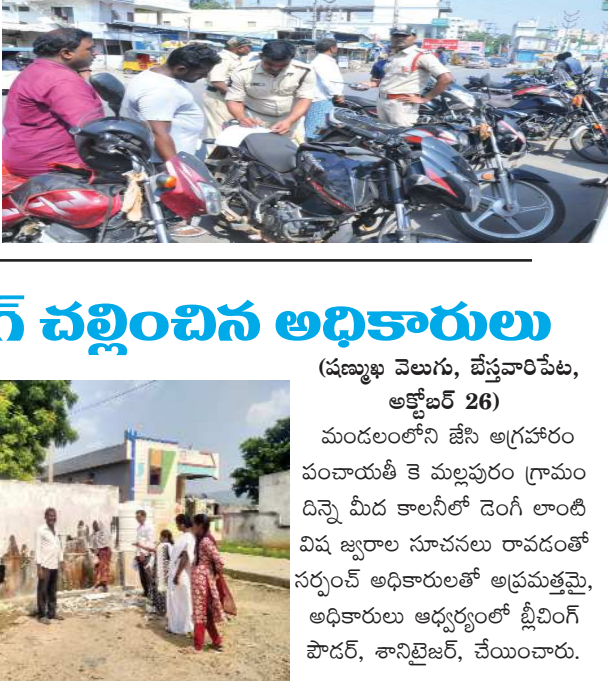 గ్ చల్లించిన అధికారులు
(షణ్ముఖ వెలుగు, బేస్తవారిపేట,
అక్టోబర్ 26)
మండలంలోని జేసి అగ్రహారం
పంచాయతీ కె మల్లపురం గ్రామం
దిన్నె మీద కాలనీలో డెంగీ లాంటి
విష జ్వరాల సూచనలు రావడంతో
సర్పంచ్ అధికారులతో అప్రమత్తమై,
అధికారులు ఆధ్వర్యంలో బ్లీచింగ్
పౌడర్, శానిటైజర్, చేయించారు.